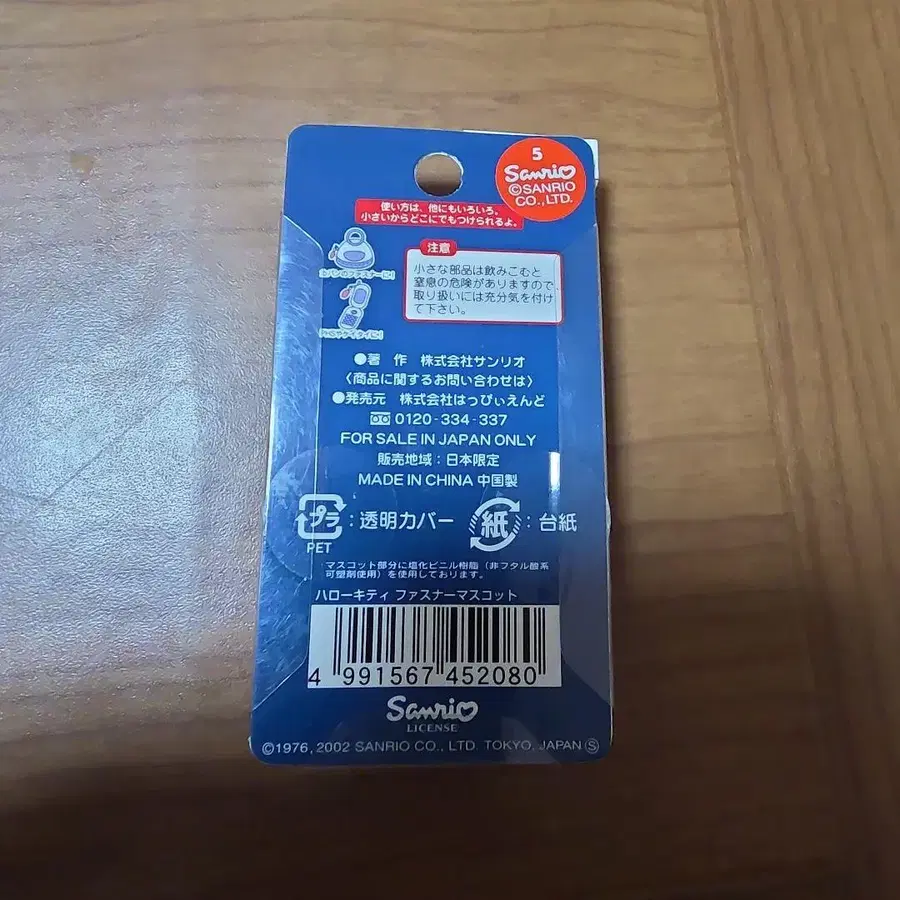 5
Sanrio
©SANRIO
CO.,LTD.
使い方は、他にもいろいろ。
小さいからどこにでもつけられるよ。
注意
小さな部品は飲みこむと
窒息の危険がありますので、
取り扱いには充分気を付け
て下さい。
●著 作 株式会社サンリオ
〈商品に関するお問い合わせは〉
●発売元 株式会社はっぴぃえんど
0120-334-337
FOR SALE IN JAPAN ONLY
販売地域：日本限定
MADE IN CHINA 中国製
プラ：透明カバー 紙：台紙
PET
マスコット部分に塩化ビニル樹脂（非フタル酸系
可塑剤使用）を使用しております。
ハローキティ ファスナーマスコット
4 991567 452080
Sanrio
LICENSE
©1976, 2002 SANRIO CO., LTD. TOKYO, JAPAN Ⓢ